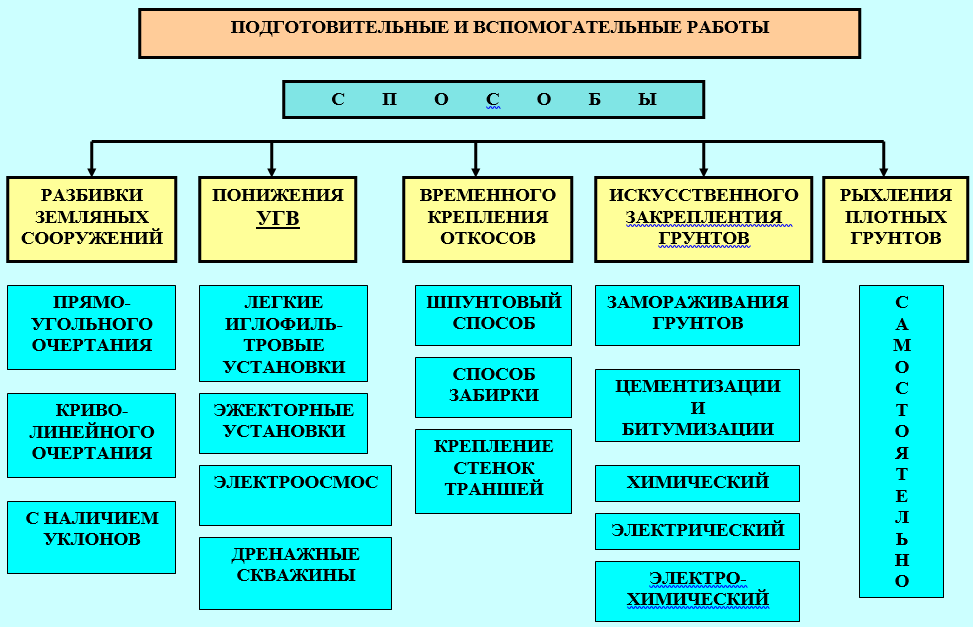 ПОДГОТОВИТЕЛЬНЫЕ И ВСПОМОГАТЕЛЬНЫЕ РАБОТЫ
С П О С О Б Ы
РАЗБИВКИ
ЗЕМЛЯНЫХ
СООРУЖЕНИЙ
ПОНИЖЕНИЯ
УГВ
ВРЕМЕННОГО
КРЕПЛЕНИЯ
ОТКОСОВ
ИСКУССТВЕННОГО
ЗАКРЕПЛЕНТИЯ
ГРУНТОВ
РЫХЛЕНИЯ
ПЛОТНЫХ
ГРУНТОВ
ПРЯМО-
УГОЛЬНОГО
ОЧЕРТАНИЯ
КРИВО-
ЛИНЕЙНОГО
ОЧЕРТАНИЯ
С НАЛИЧИЕМ
УКЛОНОВ
ЛЕГКИЕ
ИГЛОФИЛЬ-
ТРОВЫЕ
УСТАНОВКИ
ЭЖЕКТОРНЫЕ
УСТАНОВКИ
ЭЛЕКТРООСМОС
ДРЕНАЖНЫЕ
СКВАЖИНЫ
ШПУНТОВЫЙ
СПОСОБ
СПОСОБ
ЗАБИРКИ
КРЕПЛЕНИЕ
СТЕНОК
ТРАНШЕЙ
ЗАМОРАЖИВАНИЯ
ГРУНТОВ
ЦЕМЕНТИЗАЦИИ
И
БИТУМИЗАЦИИ
ХИМИЧЕСКИЙ
ЭЛЕКТРИЧЕСКИЙ
ЭЛЕКТРО-
ХИМИЧЕСКИЙ
С
А
М
О
С
Т
О
Я
Т
Е
Л
Ь
Н
О